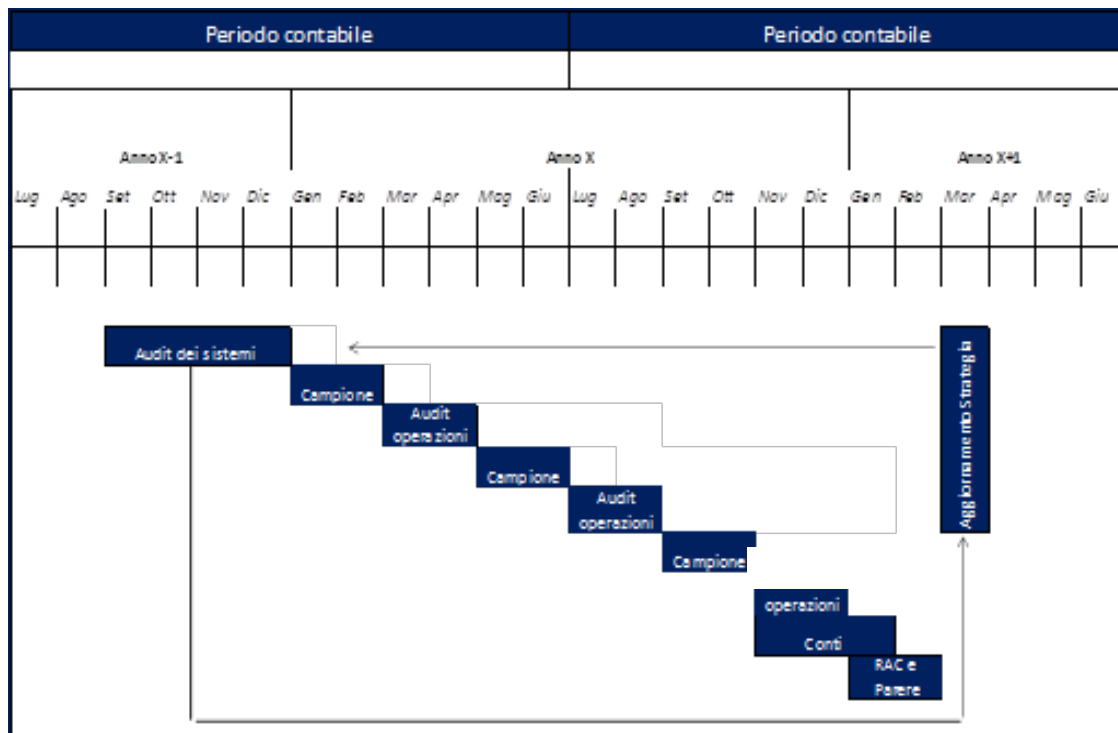 Periodo contabile Periodo contabile
Anno X-1 Anno X Anno X+1
Lug Ago Set Ott Nov Dic Gen Feb Mar Apr Mag Giu Lug Ago Set Ott Nov Dic Gen Feb Mar Apr Mag Giu
Audit dei sistemi
Campione
Audit
operazioni
Campione
Audit
operazioni
Campione
operazioni
Conti
RAC e
Parere
Aggiornamento Strategia